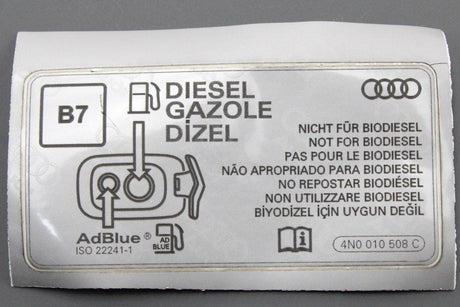 B7
DIESEL
GAZOLE
DİZEL
NICHT FÜR BIODIESEL
NOT FOR BIODIESEL
PAS POUR LE BIODIESEL
NÃO APROPRIADO PARA BIODIESEL
NO REPOSTAR BIODIÉSEL
NON UTILIZZARE BIODIESEL
BİYODİZEL İÇİN UYGUN DEĞİL
AdBlue®
ISO 22241-1
AD
BLUE
4N0 010 508 C